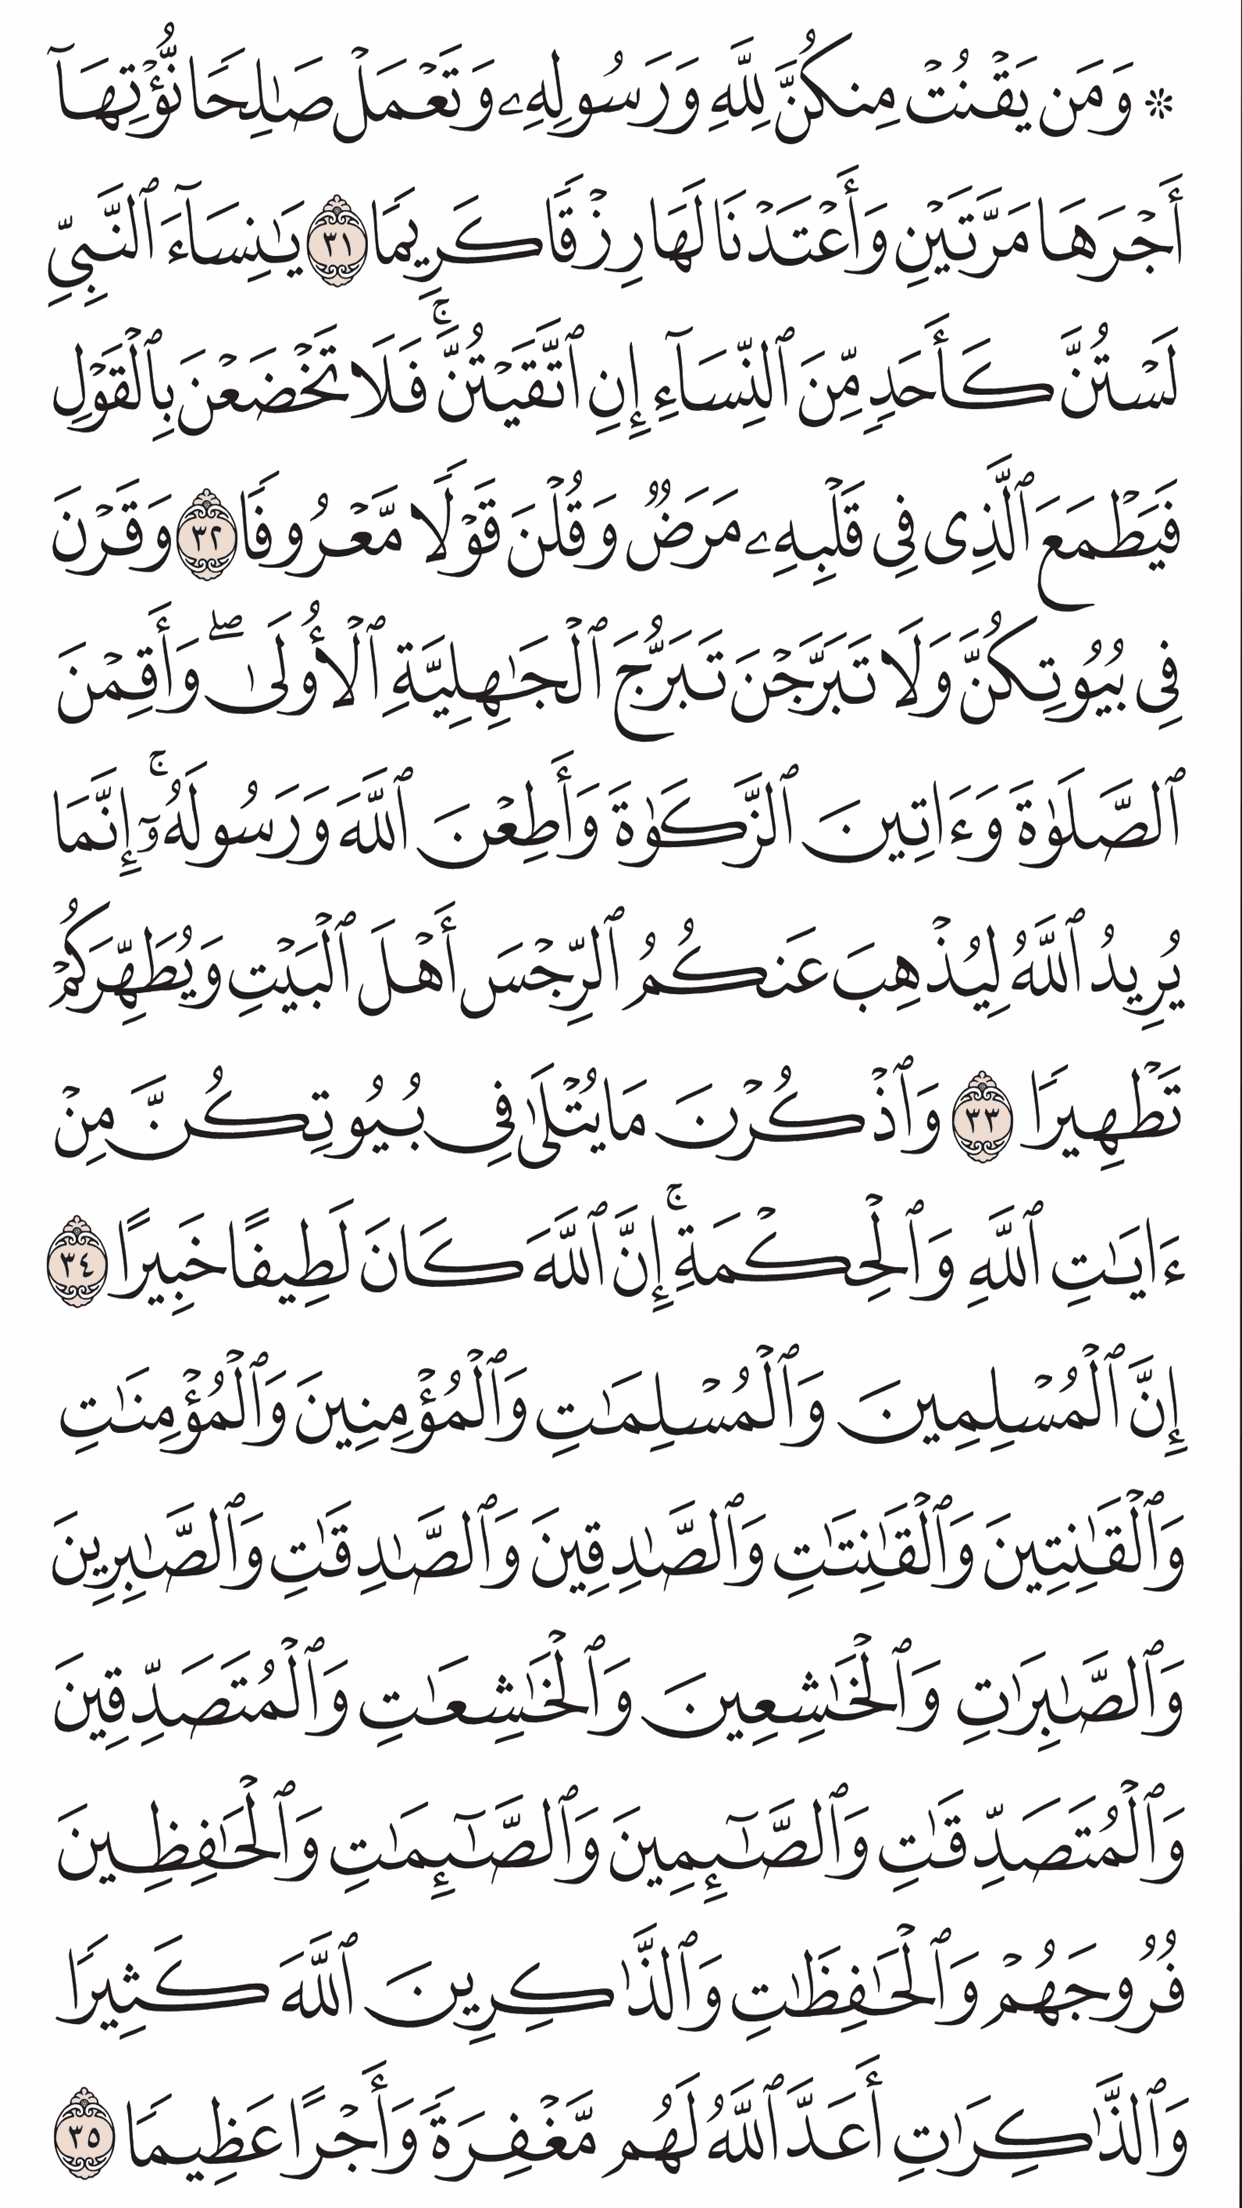 ۞ وَمَن يَقۡنُتۡ مِنكُنَّ لِلَّهِ وَرَسُولِهِۦ وَتَعۡمَلۡ صَٰلِحٗا نُّؤۡتِهَآ
أَجۡرَهَا مَرَّتَيۡنِ وَأَعۡتَدۡنَا لَهَا رِزۡقٗا كَرِيمٗا ٣١ يَٰنِسَآءَ ٱلنَّبِيِّ
لَسۡتُنَّ كَأَحَدٖ مِّنَ ٱلنِّسَآءِ إِنِ ٱتَّقَيۡتُنَّۚ فَلَا تَخۡضَعۡنَ بِٱلۡقَوۡلِ
فَيَطۡمَعَ ٱلَّذِي فِي قَلۡبِهِۦ مَرَضٞ وَقُلۡنَ قَوۡلٗا مَّعۡرُوفٗا ٣٢ وَقَرۡنَ
فِي بُيُوتِكُنَّ وَلَا تَبَرَّجۡنَ تَبَرُّجَ ٱلۡجَٰهِلِيَّةِ ٱلۡأُولَىٰۖ وَأَقِمۡنَ
ٱلصَّلَوٰةَ وَءَاتِينَ ٱلزَّكَوٰةَ وَأَطِعۡنَ ٱللَّهَ وَرَسُولَهُۥٓۚ إِنَّمَا
يُرِيدُ ٱللَّهُ لِيُذۡهِبَ عَنكُمُ ٱلرِّجۡسَ أَهۡلَ ٱلۡبَيۡتِ وَيُطَهِّرَكُمۡ
تَطۡهِيرٗا ٣٣ وَٱذۡكُرۡنَ مَا يُتۡلَىٰ فِي بُيُوتِكُنَّ مِنۡ
ءَايَٰتِ ٱللَّهِ وَٱلۡحِكۡمَةِۚ إِنَّ ٱللَّهَ كَانَ لَطِيفًا خَبِيرًا ٣٤
إِنَّ ٱلۡمُسۡلِمِينَ وَٱلۡمُسۡلِمَٰتِ وَٱلۡمُؤۡمِنِينَ وَٱلۡمُؤۡمِنَٰتِ
وَٱلۡقَٰنِتِينَ وَٱلۡقَٰنِتَٰتِ وَٱلصَّٰدِقِينَ وَٱلصَّٰدِقَٰتِ وَٱلصَّٰبِرِينَ
وَٱلصَّٰبِرَٰتِ وَٱلۡخَٰشِعِينَ وَٱلۡخَٰشِعَٰتِ وَٱلۡمُتَصَدِّقِينَ
وَٱلۡمُتَصَدِّقَٰتِ وَٱلصَّٰٓئِمِينَ وَٱلصَّٰٓئِمَٰتِ وَٱلۡحَٰفِظِينَ
فُرُوجَهُمۡ وَٱلۡحَٰفِظَٰتِ وَٱلذَّٰكِرِينَ ٱللَّهَ كَثِيرٗا
وَٱلذَّٰكِرَٰتِ أَعَدَّ ٱللَّهُ لَهُم مَّغۡفِرَةٗ وَأَجۡرًا عَظِيمٗا ٣٥